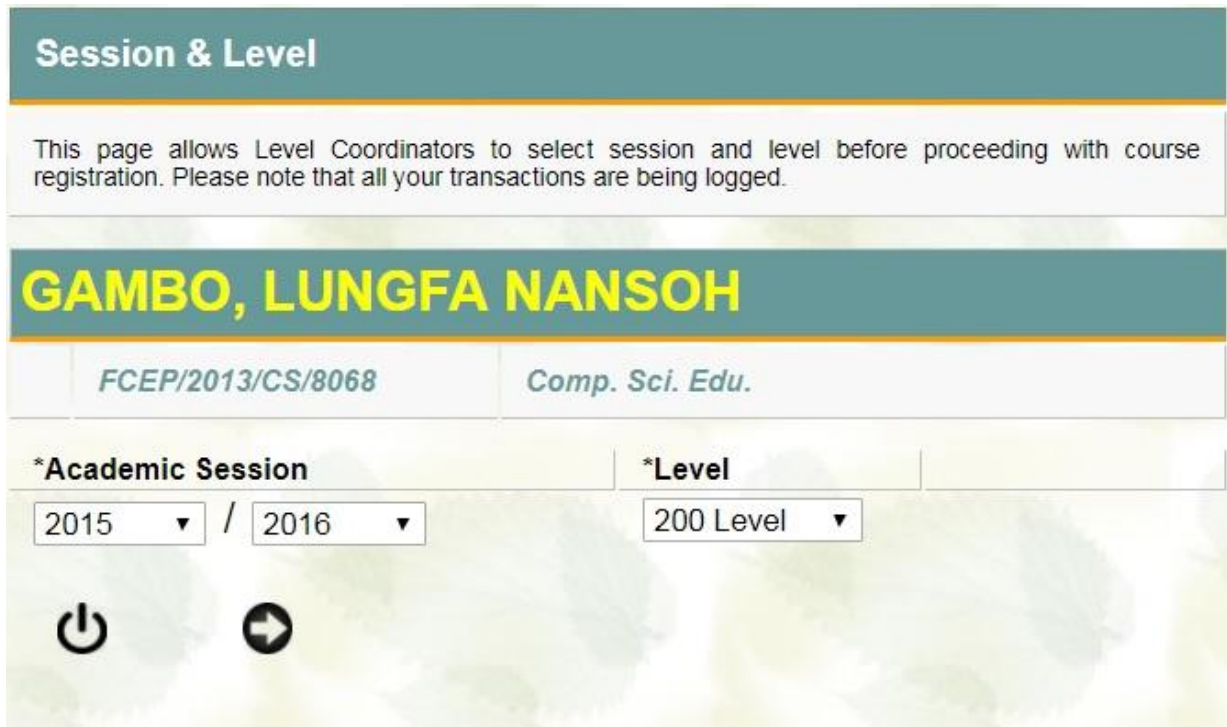 Session & Level
This page allows Level Coordinators to select session and level before proceeding with course
registration. Please note that all your transactions are being logged.
GAMBO, LUNGFA NANSOH
FCEP/2013/CS/8068 Comp. Sci. Edu.
*Academic Session *Level
2015 / 2016 200 Level